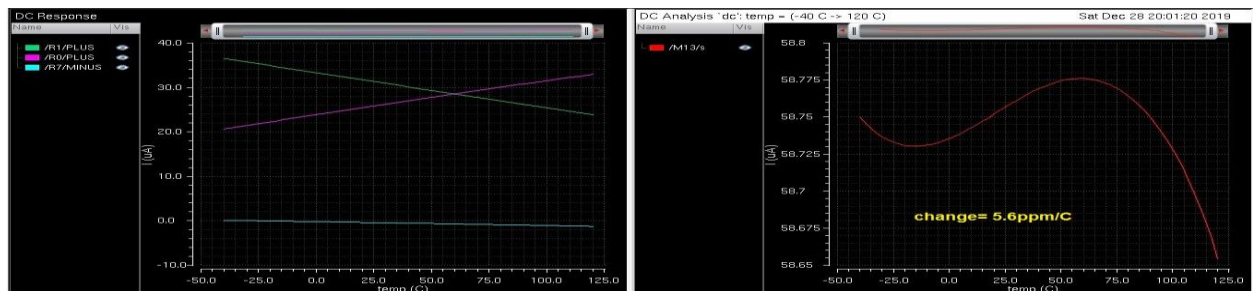 DC Response
Name Vis
/R1/PLUS
/R0/PLUS
/R7/MINUS
40.0
30.0
20.0
10.0
0.0
-10.0
I (uA)
-50.0 -25.0 0.0 25.0 50.0 75.0 100.0 125.0
temp (C)
DC Analysis `dc': temp = (-40 C -> 120 C) Sat Dec 28 20:01:20 2019
Name Vis
/M13/s
58.8
58.775
58.75
58.725
58.7
58.675
58.65
I (uA)
change= 5.6ppm/C
-50.0 -25.0 0.0 25.0 50.0 75.0 100.0 125.0
temp (C)